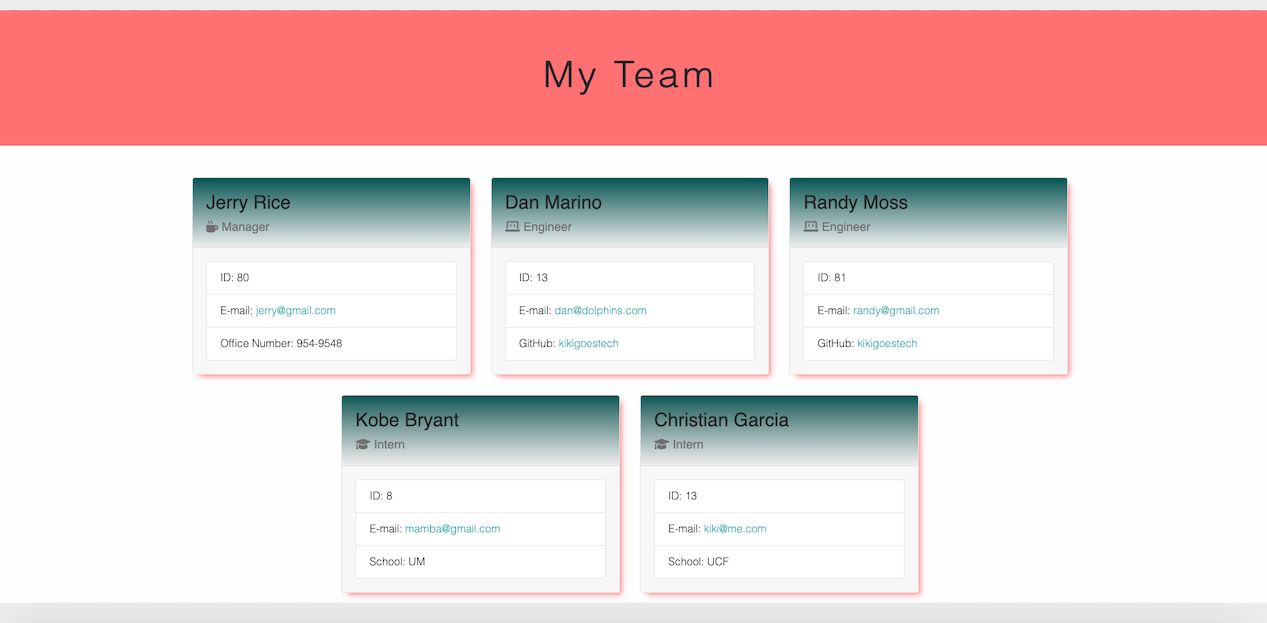 My Team
Jerry Rice
Manager
ID: 80
E-mail: jerry@gmail.com
Office Number: 954-9548
Dan Marino
Engineer
ID: 13
E-mail: dan@dolphins.com
GitHub: kikigoestech
Randy Moss
Engineer
ID: 81
E-mail: randy@gmail.com
GitHub: kikigoestech
Kobe Bryant
Intern
ID: 8
E-mail: mamba@gmail.com
School: UM
Christian Garcia
Intern
ID: 13
E-mail: kiki@me.com
School: UCF